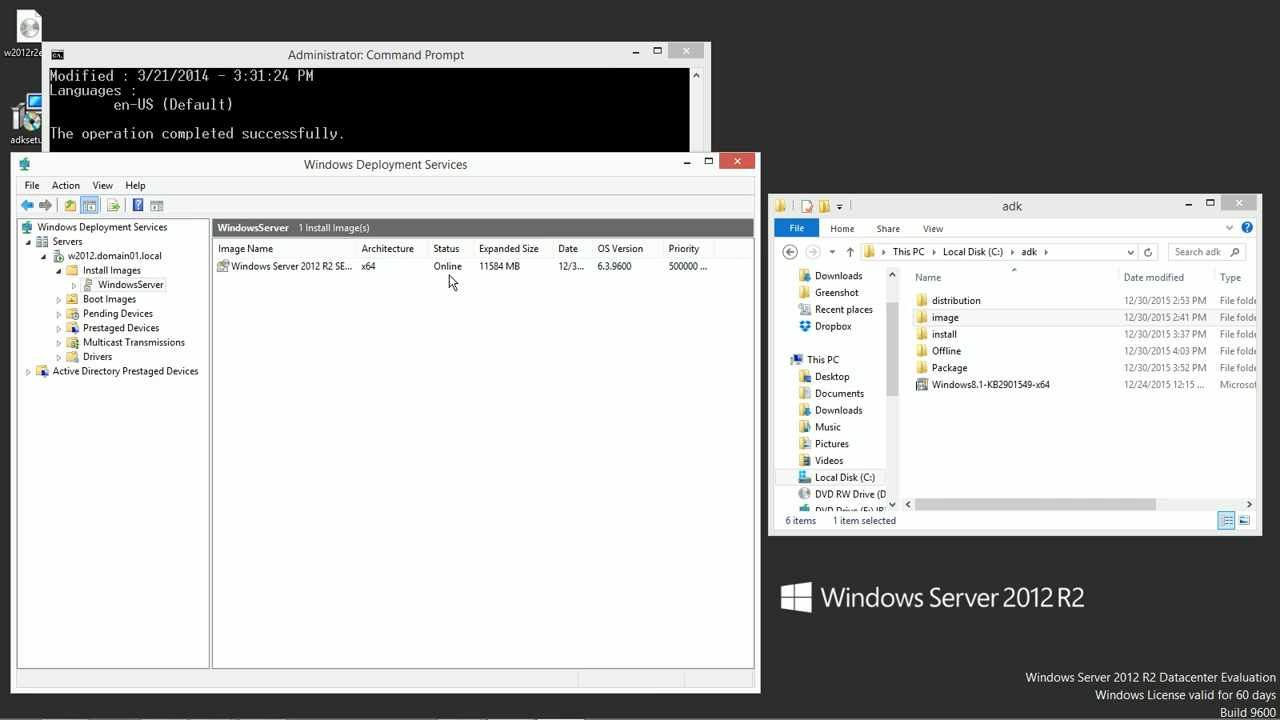 w2012r2e
adksetu
Administrator: Command Prompt
Modified : 3/21/2014 - 3:31:24 PM
Languages :
en-US (Default)
The operation completed successfully.
Windows Deployment Services
File Action View Help
Windows Deployment Services
Servers
w2012.domain01.local
Install Images
WindowsServer
Boot Images
Pending Devices
Prestaged Devices
Multicast Transmissions
Drivers
Active Directory Prestaged Devices
WindowsServer 1 Install Image(s)
Image Name Architecture Status Expanded Size Date OS Version Priority
Windows Server 2012 R2 SE... x64 Online 11584 MB 12/3... 6.3.9600 500000 ...
adk
File Home Share View
This PC Local Disk (C:) adk Search adk
Downloads
Greenshot
Recent places
Dropbox
This PC
Desktop
Documents
Downloads
Music
Pictures
Videos
Local Disk (C:)
DVD RW Drive (D
Name Date modified Type
distribution 12/30/2015 2:53 PM File folde
image 12/30/2015 2:41 PM File folde
install 12/30/2015 3:37 PM File folde
Offline 12/30/2015 4:03 PM File folde
Package 12/30/2015 3:52 PM File folde
Windows8.1-KB2901549-x64 12/24/2015 12:15 ... Microso
6 items 1 item selected
Windows Server 2012 R2
Windows Server 2012 R2 Datacenter Evaluation
Windows License valid for 60 days
Build 9600